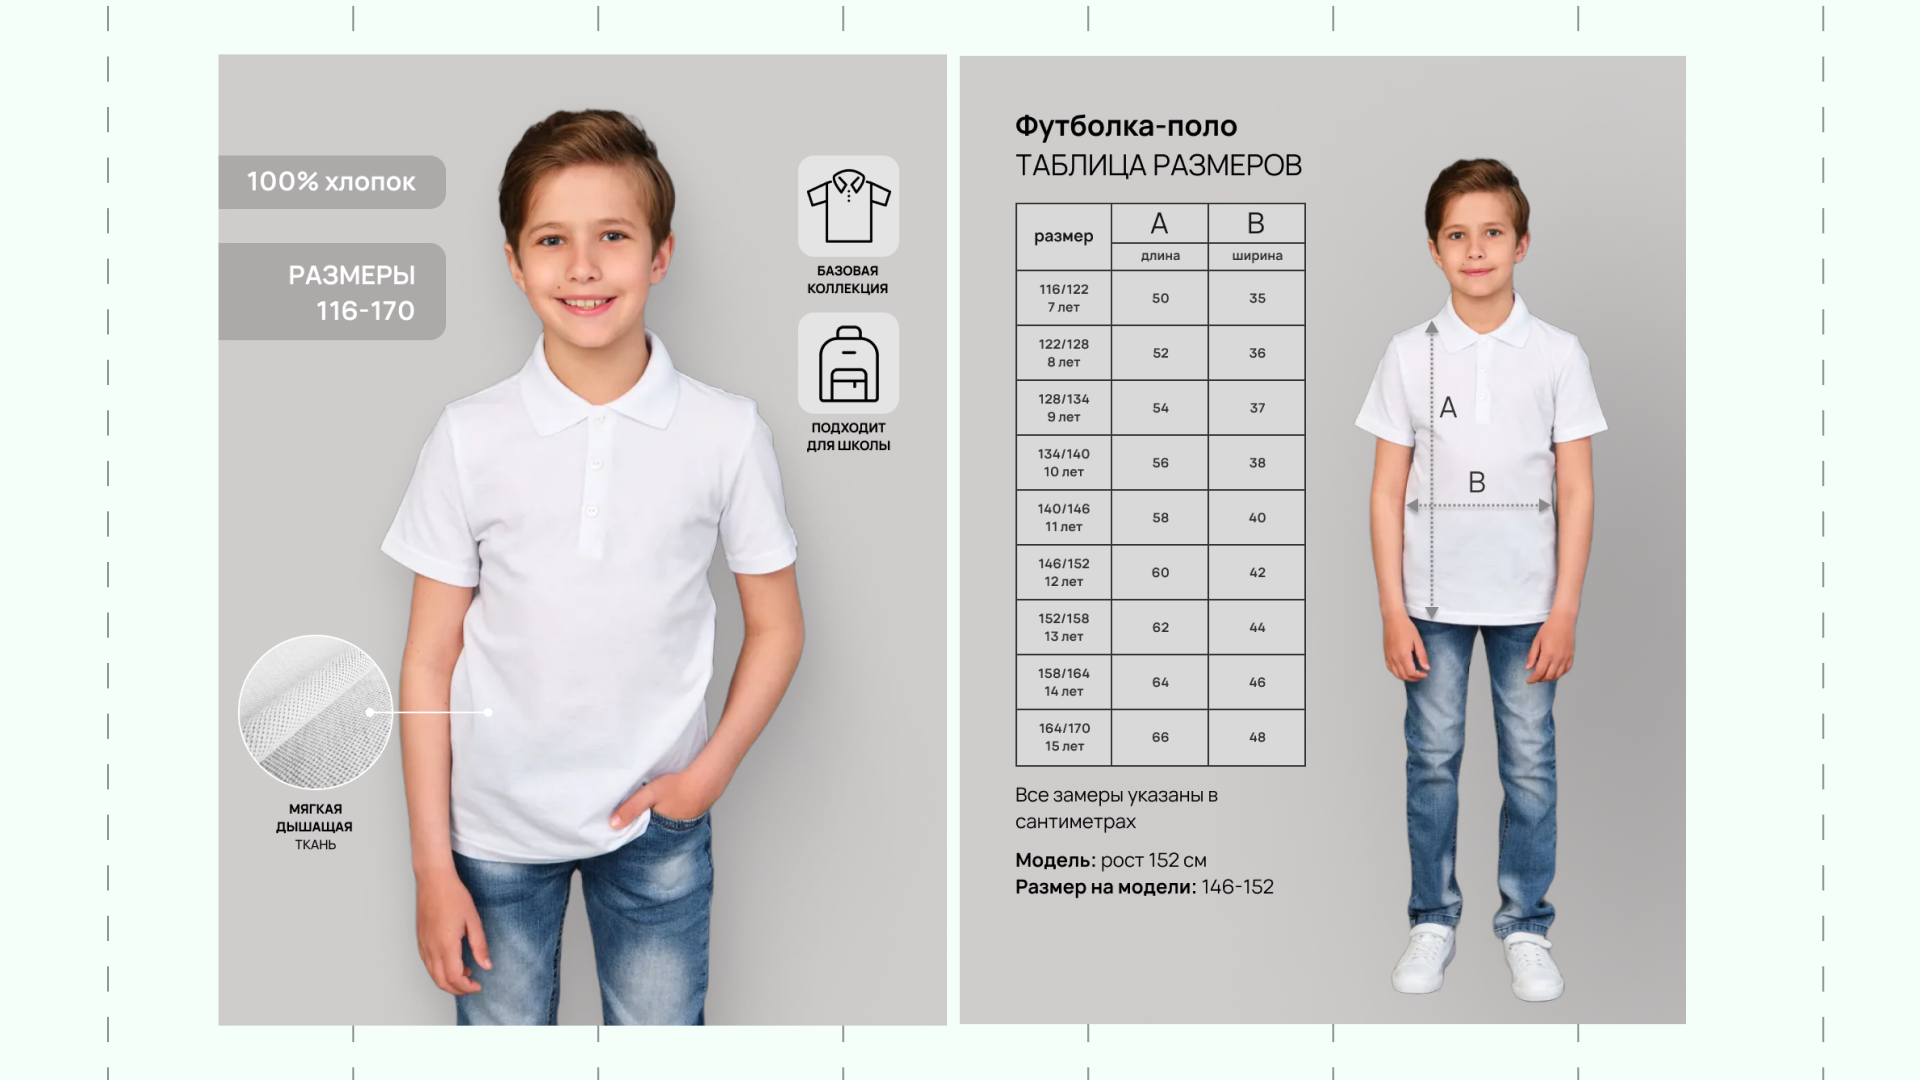 100% хлопок
РАЗМЕРЫ
116-170
БАЗОВАЯ
КОЛЛЕКЦИЯ
ПОДХОДИТ
ДЛЯ ШКОЛЫ
МЯГКАЯ
ДЫШАЩАЯ
ТКАНЬ
Футболка-поло
ТАБЛИЦА РАЗМЕРОВ
размер A B
длина ширина
116/122
7 лет 50 35
122/128
8 лет 52 36
128/134
9 лет 54 37
134/140
10 лет 56 38
140/146
11 лет 58 40
146/152
12 лет 60 42
152/158
13 лет 62 44
158/164
14 лет 64 46
164/170
15 лет 66 48
Все замеры указаны в
сантиметрах
Модель: рост 152 см
Размер на модели: 146-152
A
B